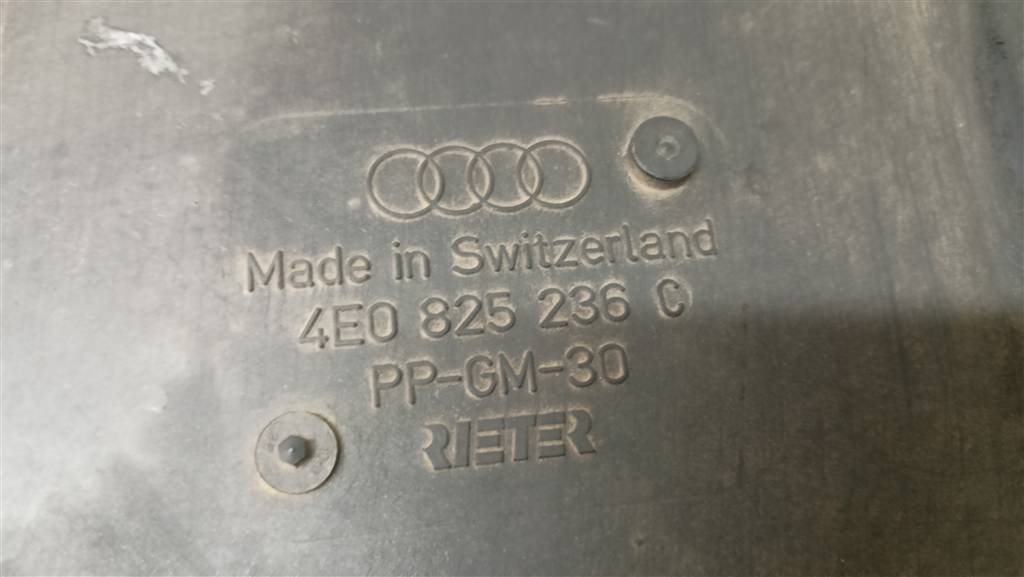 Made in Switzerland
4E0 825 236 C
PP-GM-30
RIETER